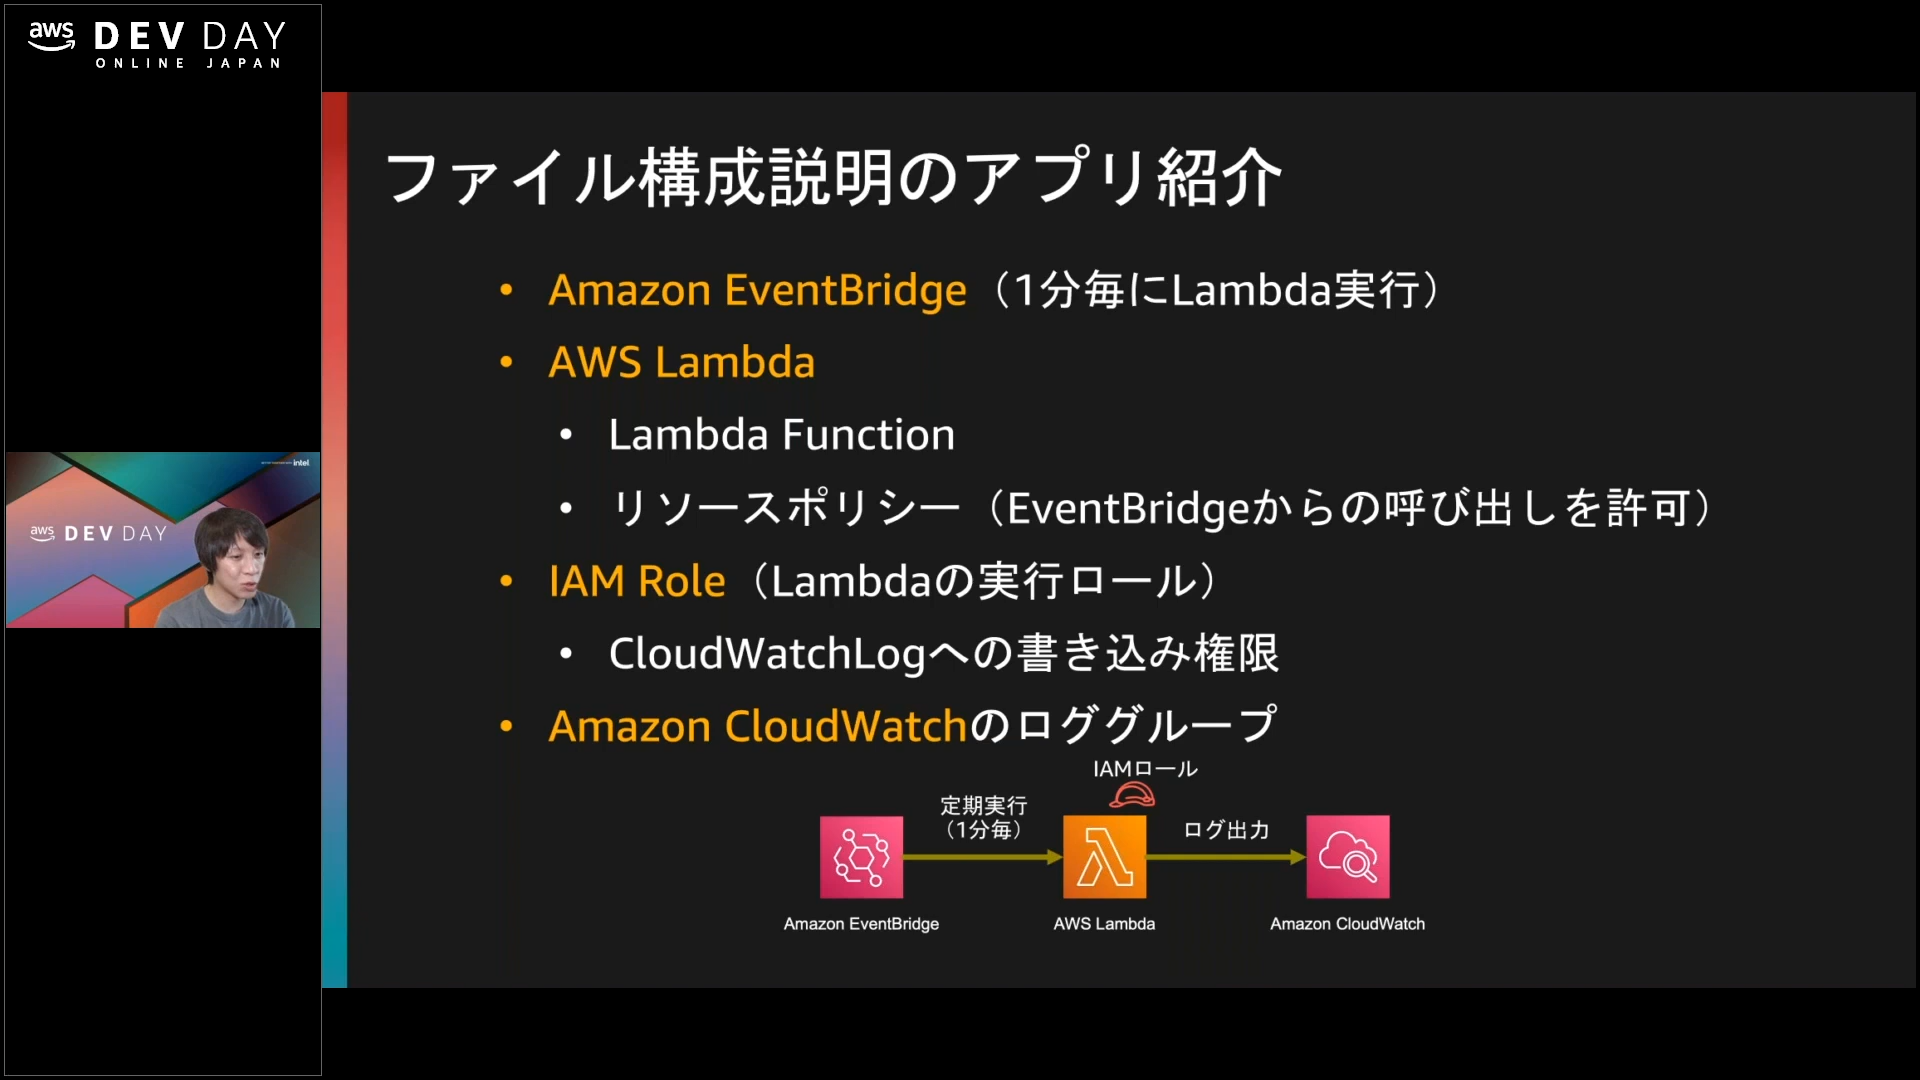 aws DEV DAY
ONLINE JAPAN
ファイル構成説明のアプリ紹介
• Amazon EventBridge（1分毎にLambda実行）
• AWS Lambda
• Lambda Function
• リソースポリシー（EventBridgeからの呼び出しを許可）
• IAM Role（Lambdaの実行ロール）
• CloudWatchLogへの書き込み権限
• Amazon CloudWatchのロググループ
IAMロール
定期実行
（1分毎）
ログ出力
Amazon EventBridge
AWS Lambda
Amazon CloudWatch
intel
aws DEV DAY